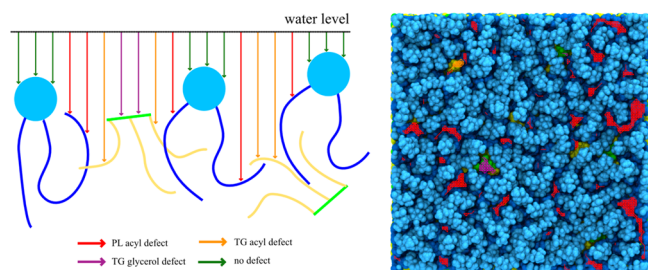 water level
PL acyl defect
TG acyl defect
TG glycerol defect
no defect